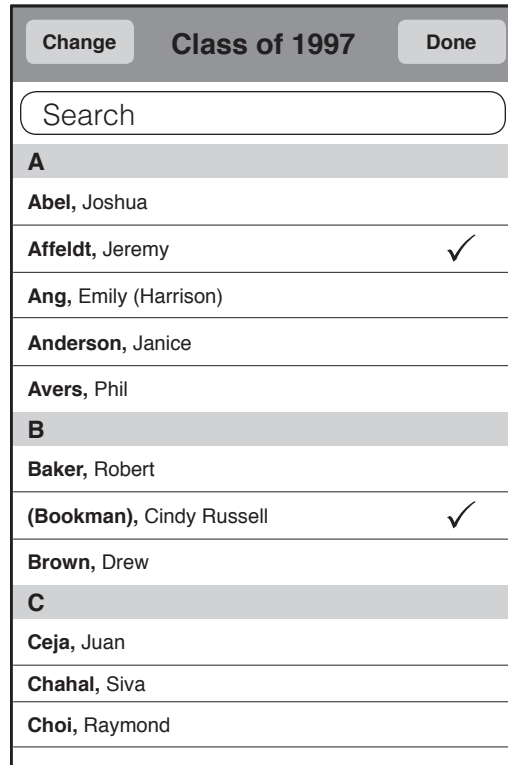 Change Class of 1997 Done
Search
A
Abel, Joshua
Affeldt, Jeremy
Ang, Emily (Harrison)
Anderson, Janice
Avers, Phil
B
Baker, Robert
(Bookman), Cindy Russell
Brown, Drew
C
Ceja, Juan
Chahal, Siva
Choi, Raymond